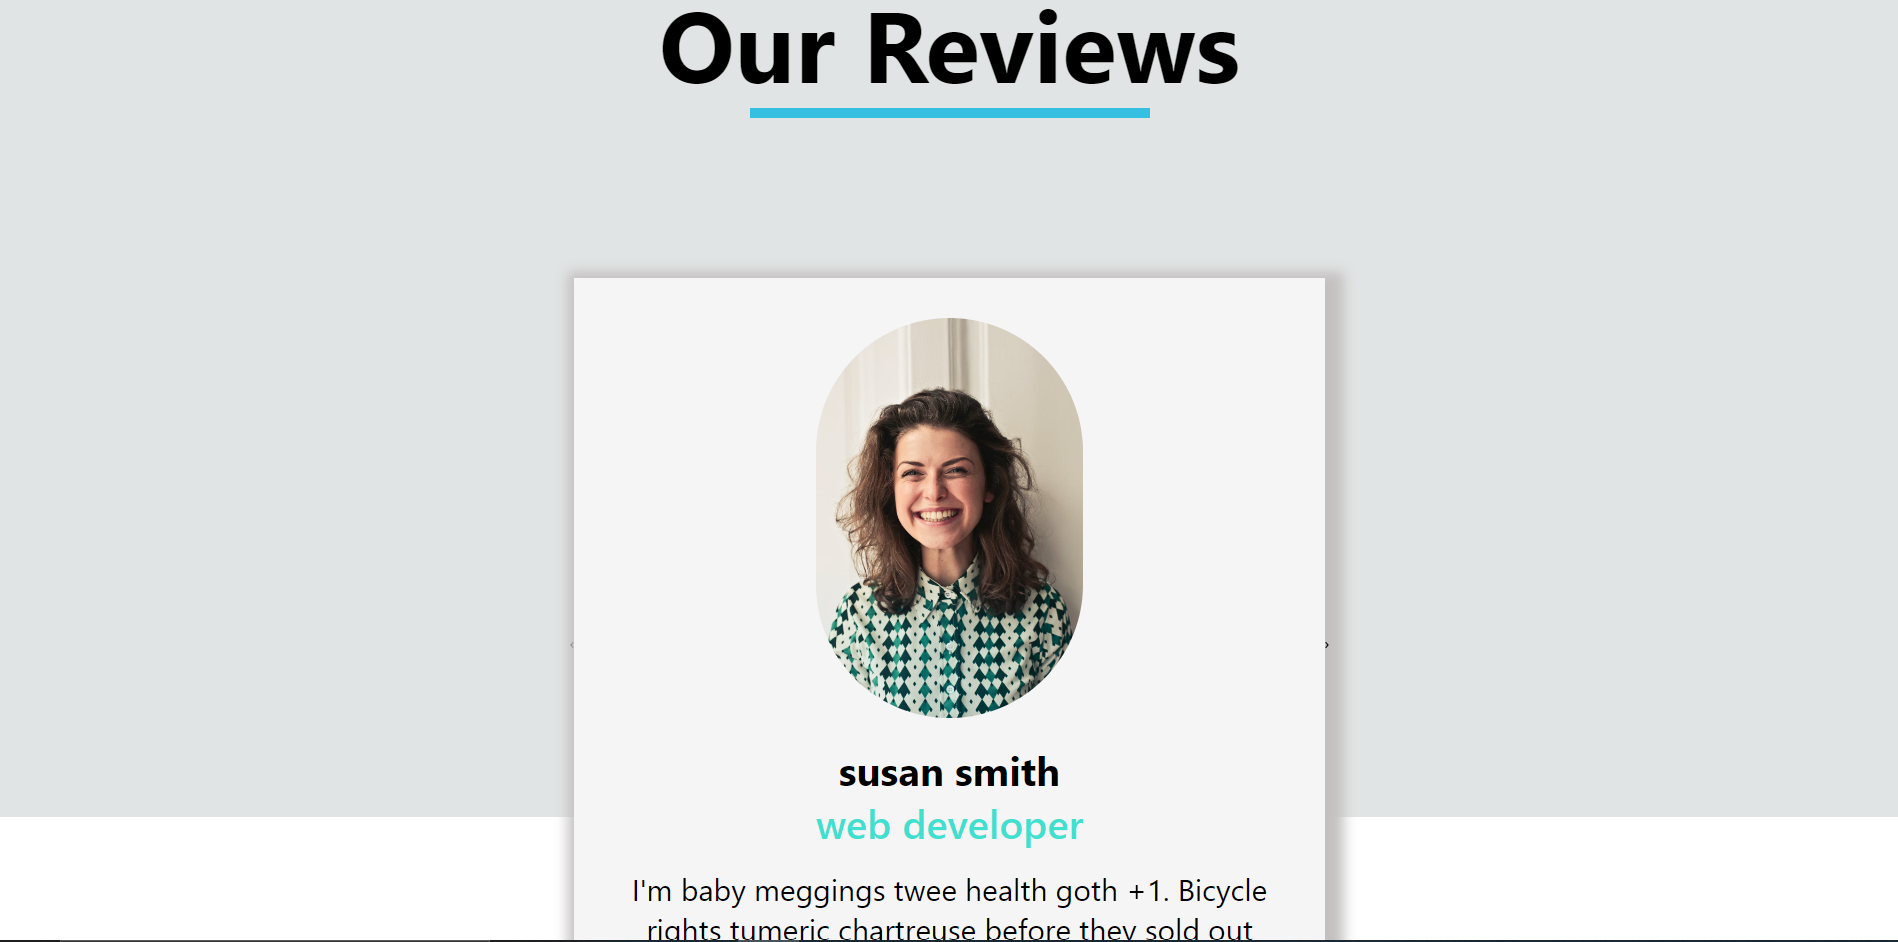 Our Reviews
‹
›
susan smith
web developer
I'm baby meggings twee health goth +1. Bicycle
rights tumeric chartreuse before they sold out